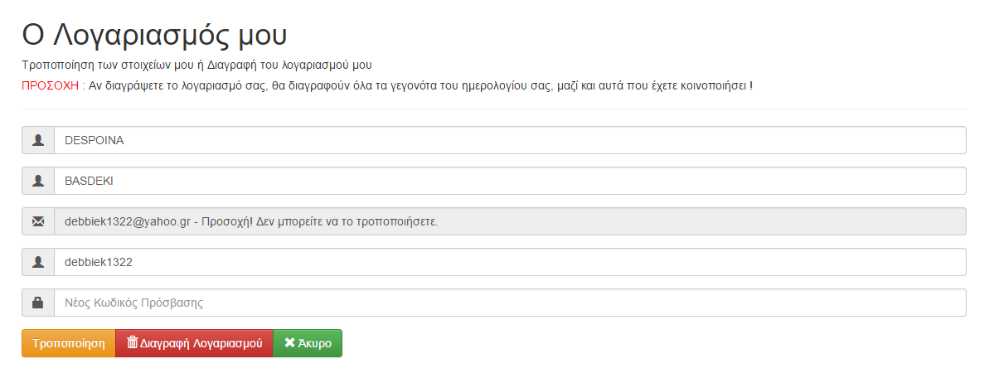 Ο Λογαριασμός μου
Τροποποίηση των στοιχείων μου ή Διαγραφή του λογαριασμού μου
ΠΡΟΣΟΧΗ : Αν διαγράψετε το λογαριασμό σας, θα διαγραφούν όλα τα γεγονότα του ημερολογίου σας, μαζί και αυτά που έχετε κοινοποιήσει !
DESPOINA
BASDEKI
debbiek1322@yahoo.gr - Προσοχή! Δεν μπορείτε να το τροποποιήσετε.
debbiek1322
Νέος Κωδικός Πρόσβασης
Τροποποίηση Διαγραφή Λογαριασμού Άκυρο